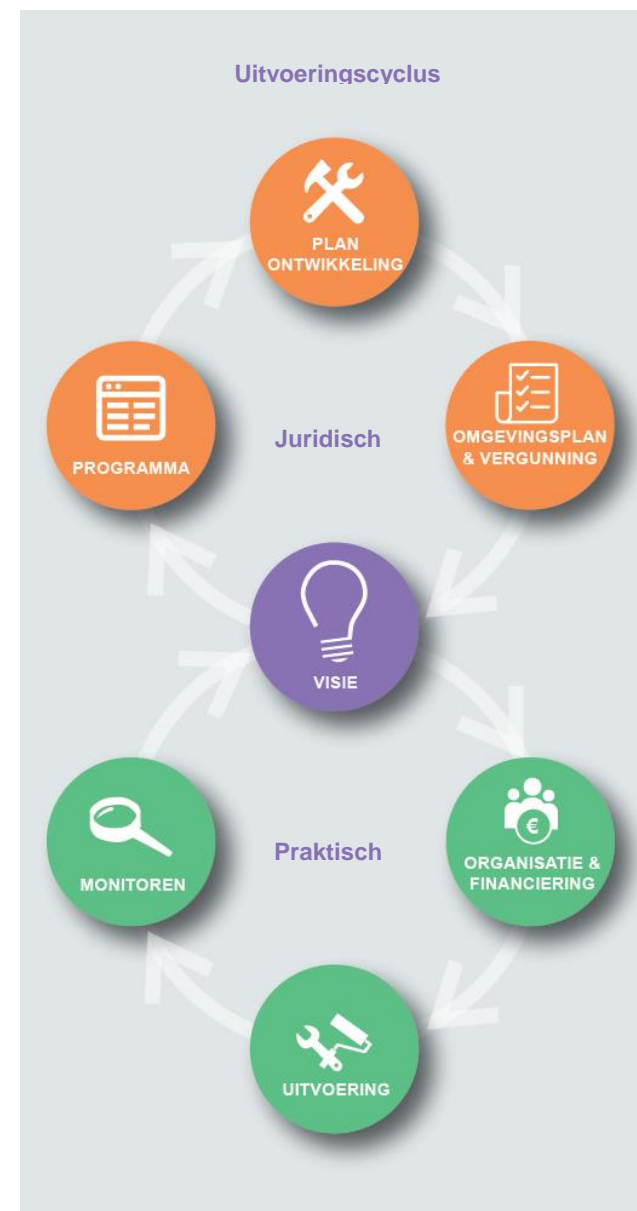 Uitvoeringscyclus
PLAN
ONTWIKKELING
PROGRAMMA
Juridisch
OMGEVINGSPLAN
& VERGUNNING
VISIE
MONITOREN
Praktisch
€
ORGANISATIE &
FINANCIERING
UITVOERING